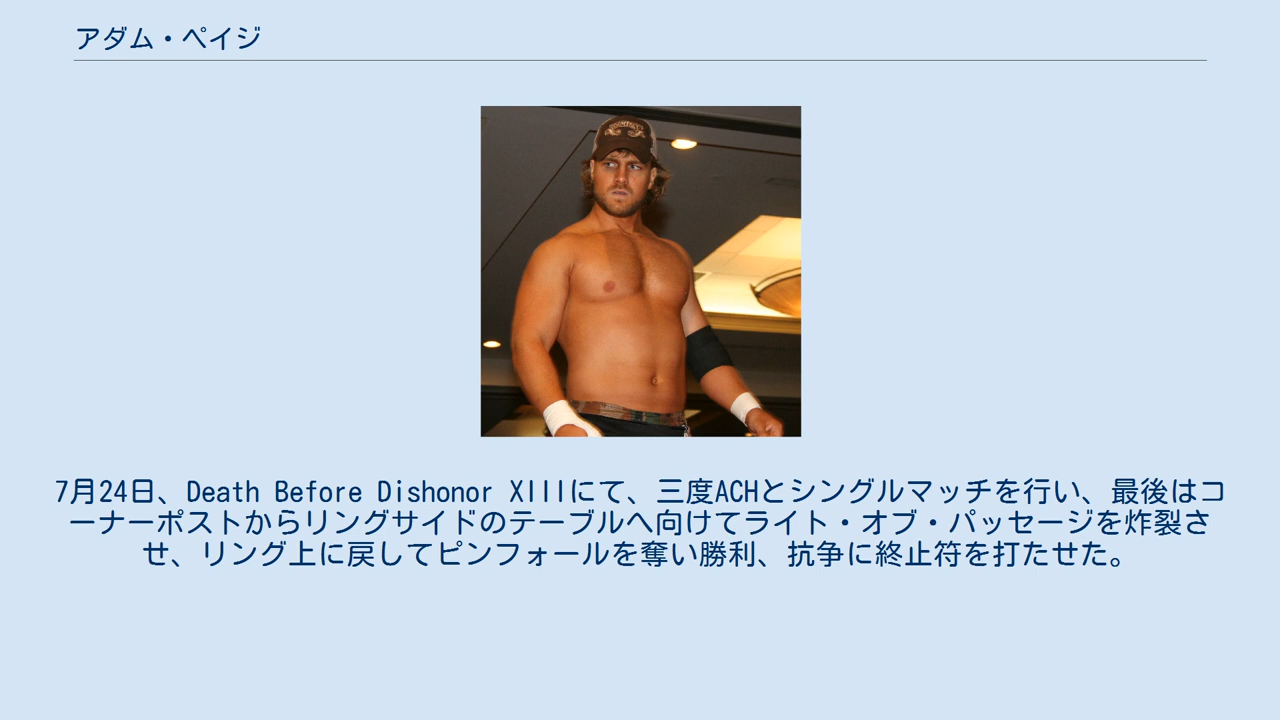 アダム・ペイジ
7月24日、Death Before Dishonor XIIIにて、三度ACHとシングルマッチを行い、最後はコ
ーナーポストからリングサイドのテーブルへ向けてライト・オブ・パッセージを炸裂さ
せ、リング上に戻してピンフォールを奪い勝利、抗争に終止符を打たせた。